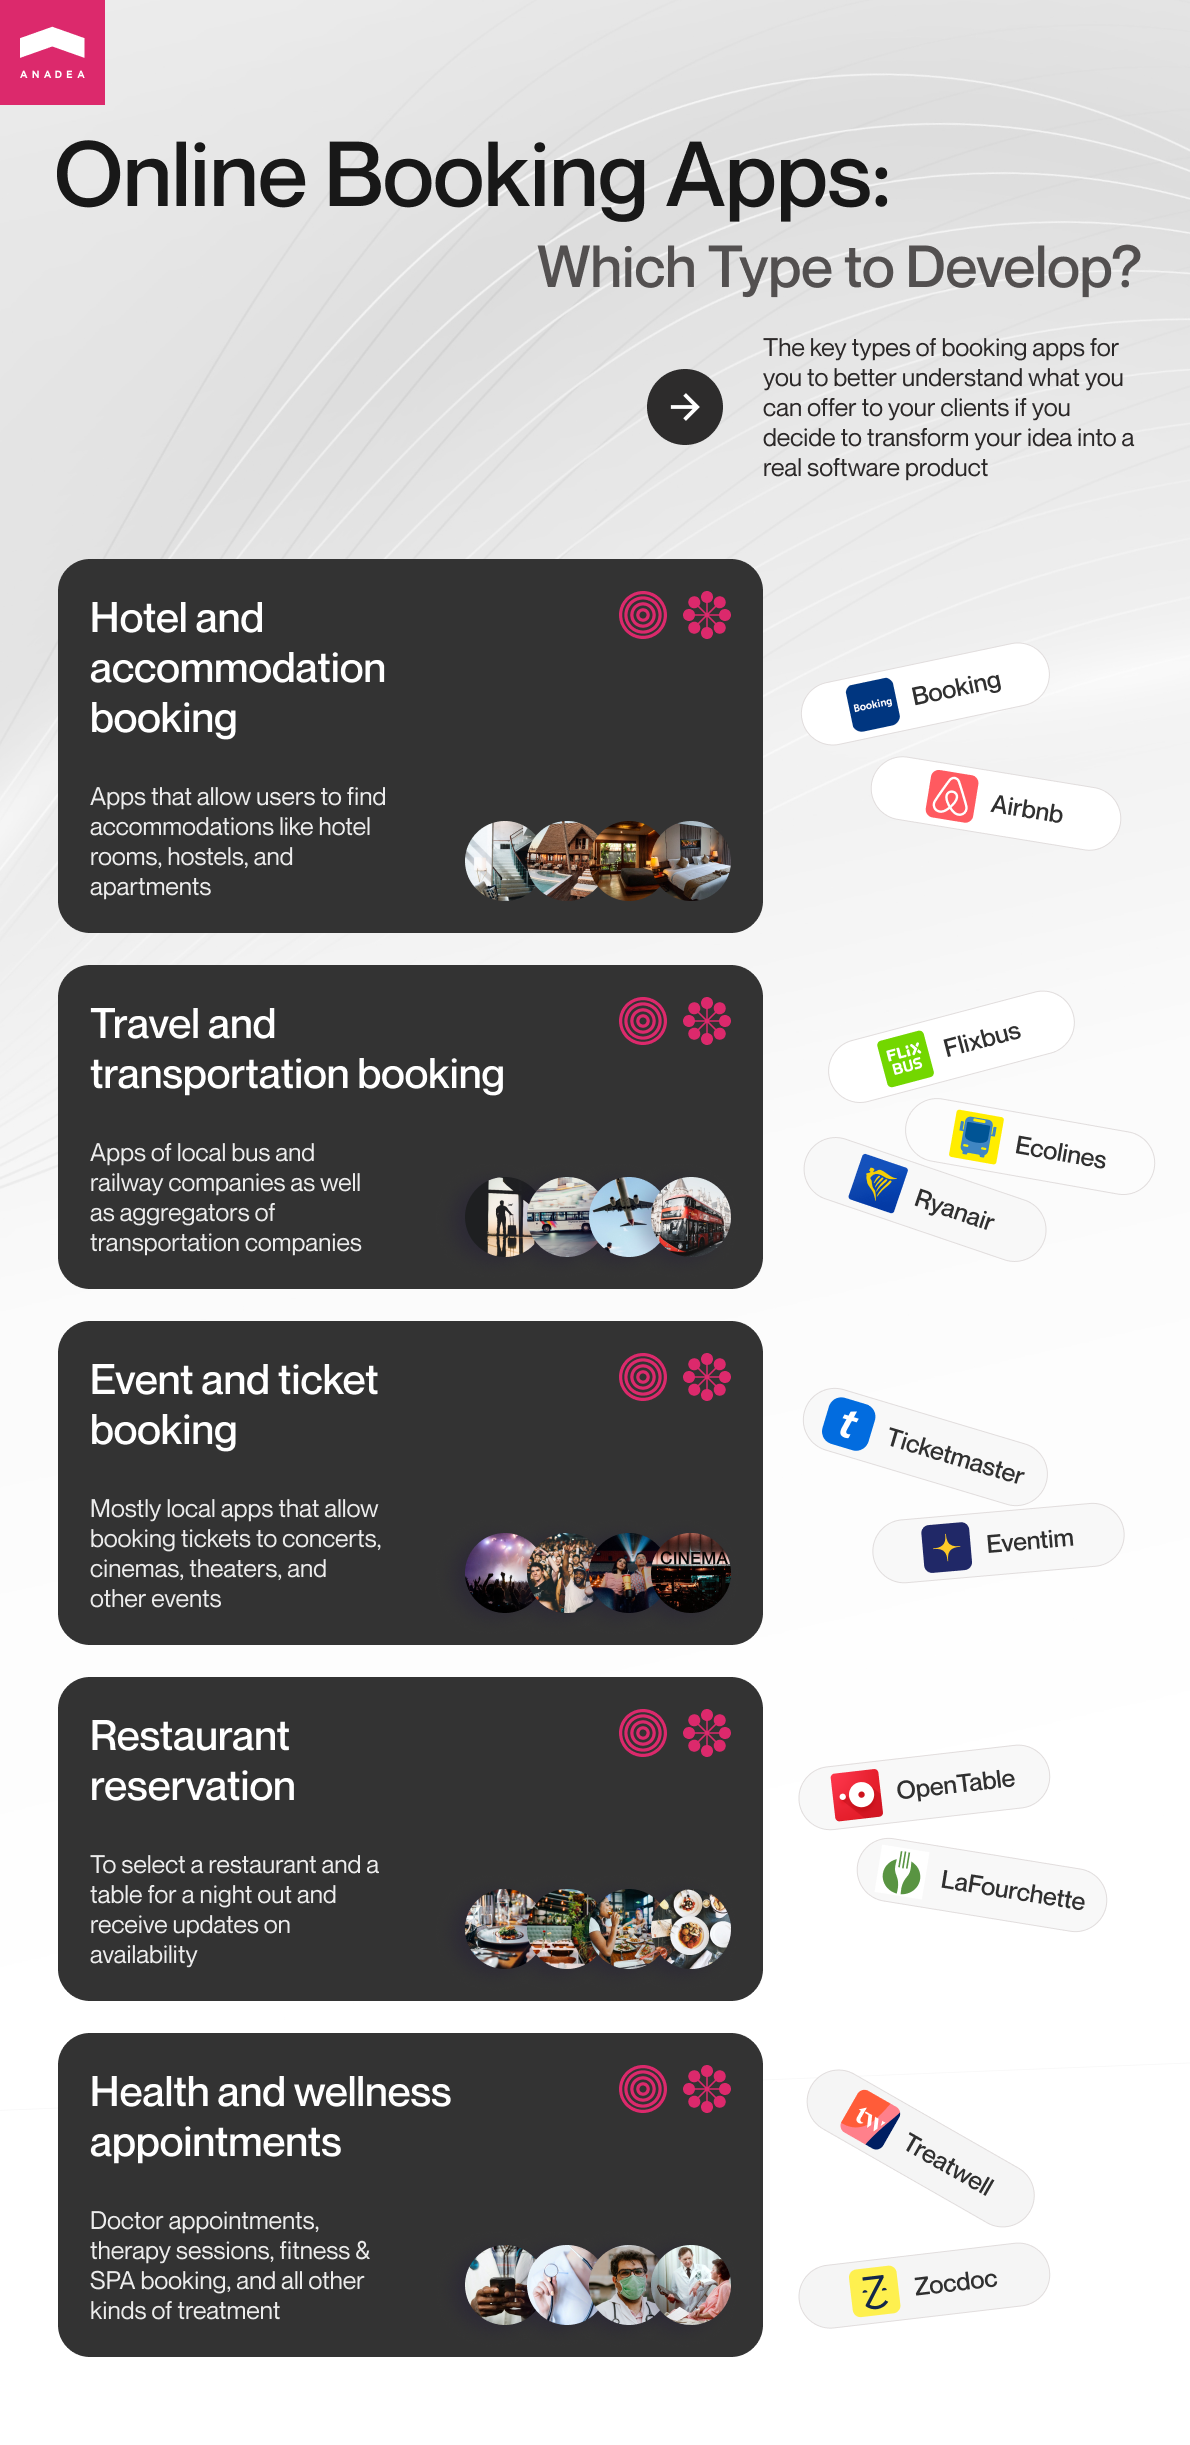 ANADEA
Online Booking Apps:
Which Type to Develop?
The key types of booking apps for
you to better understand what you
can offer to your clients if you
decide to transform your idea into a
real software product
Hotel and
accommodation
booking
Apps that allow users to find
accommodations like hotel
rooms, hostels, and
apartments
Booking
Booking
Airbnb
Travel and
transportation booking
Apps of local bus and
railway companies as well
as aggregators of
transportation companies
FLiX
BUS
Flixbus
Ecolines
Ryanair
Event and ticket
booking
Mostly local apps that allow
booking tickets to concerts,
cinemas, theaters, and
other events
CINEMA
t
Ticketmaster
Eventim
Restaurant
reservation
To select a restaurant and a
table for a night out and
receive updates on
availability
OpenTable
LaFourchette
Health and wellness
appointments
Doctor appointments,
therapy sessions, fitness &
SPA booking, and all other
kinds of treatment
tw
Treatwell
Z
Zocdoc